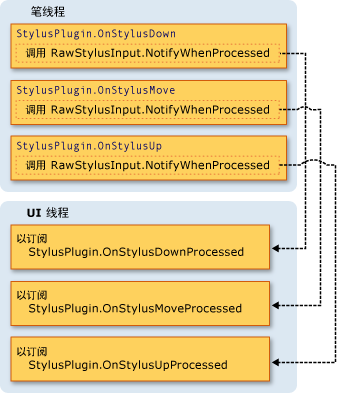 笔线程
StylusPlugin.OnStylusDown
调用 RawStylusInput.NotifyWhenProcessed
StylusPlugin.OnStylusMove
调用 RawStylusInput.NotifyWhenProcessed
StylusPlugin.OnStylusUp
调用 RawStylusInput.NotifyWhenProcessed
UI 线程
以订阅
StylusPlugin.OnStylusDownProcessed
以订阅
StylusPlugin.OnStylusMoveProcessed
以订阅
StylusPlugin.OnStylusUpProcessed